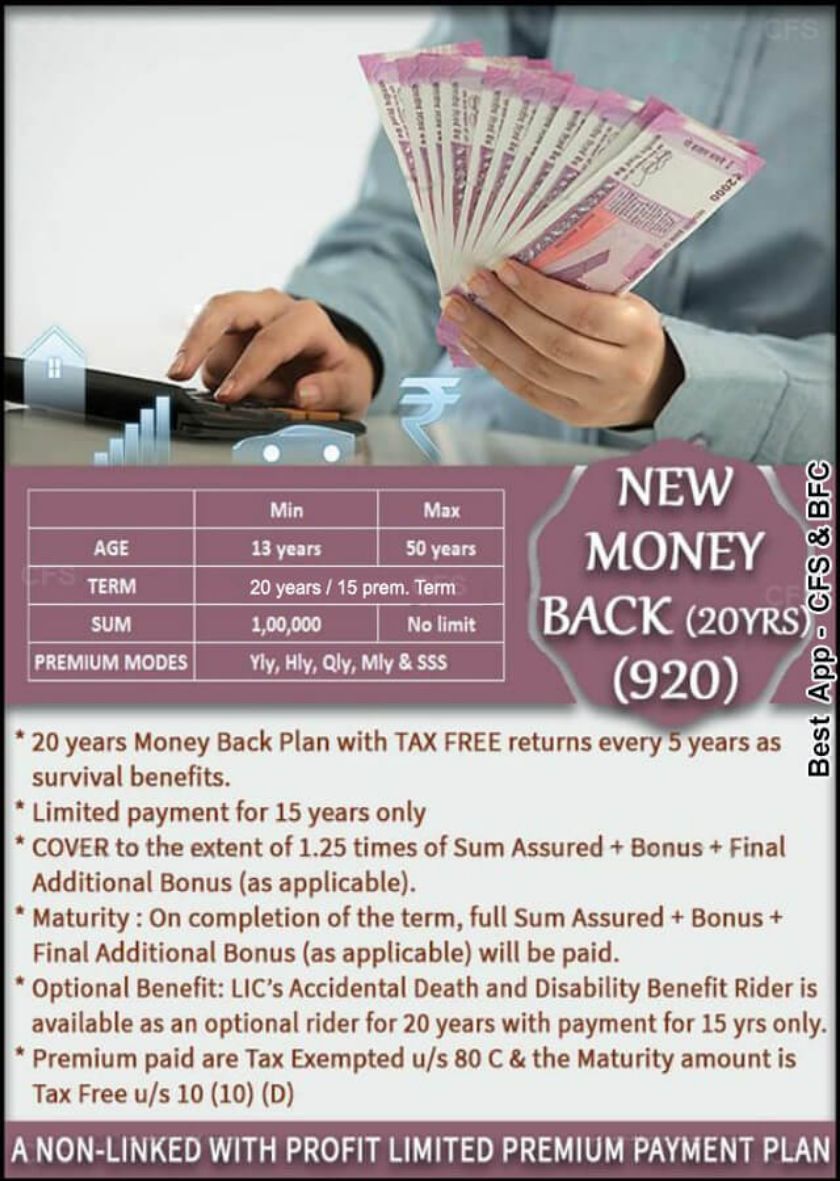 CFS
₹2000
Min Max
AGE 13 years 50 years
TERM 20 years / 15 prem. Term
SUM 1,00,000 No limit
PREMIUM MODES Yly, Hly, Qly, Mly & SSS
CFS
CFS
CFS
NEW
MONEY
BACK (20YRS)
(920)
Best App - CFS & BFC
* 20 years Money Back Plan with TAX FREE returns every 5 years as
survival benefits.
* Limited payment for 15 years only
* COVER to the extent of 1.25 times of Sum Assured + Bonus + Final
Additional Bonus (as applicable).
* Maturity : On completion of the term, full Sum Assured + Bonus +
Final Additional Bonus (as applicable) will be paid.
* Optional Benefit: LIC's Accidental Death and Disability Benefit Rider is
available as an optional rider for 20 years with payment for 15 yrs only.
* Premium paid are Tax Exempted u/s 80 C & the Maturity amount is
Tax Free u/s 10 (10) (D)
A NON-LINKED WITH PROFIT LIMITED PREMIUM PAYMENT PLAN